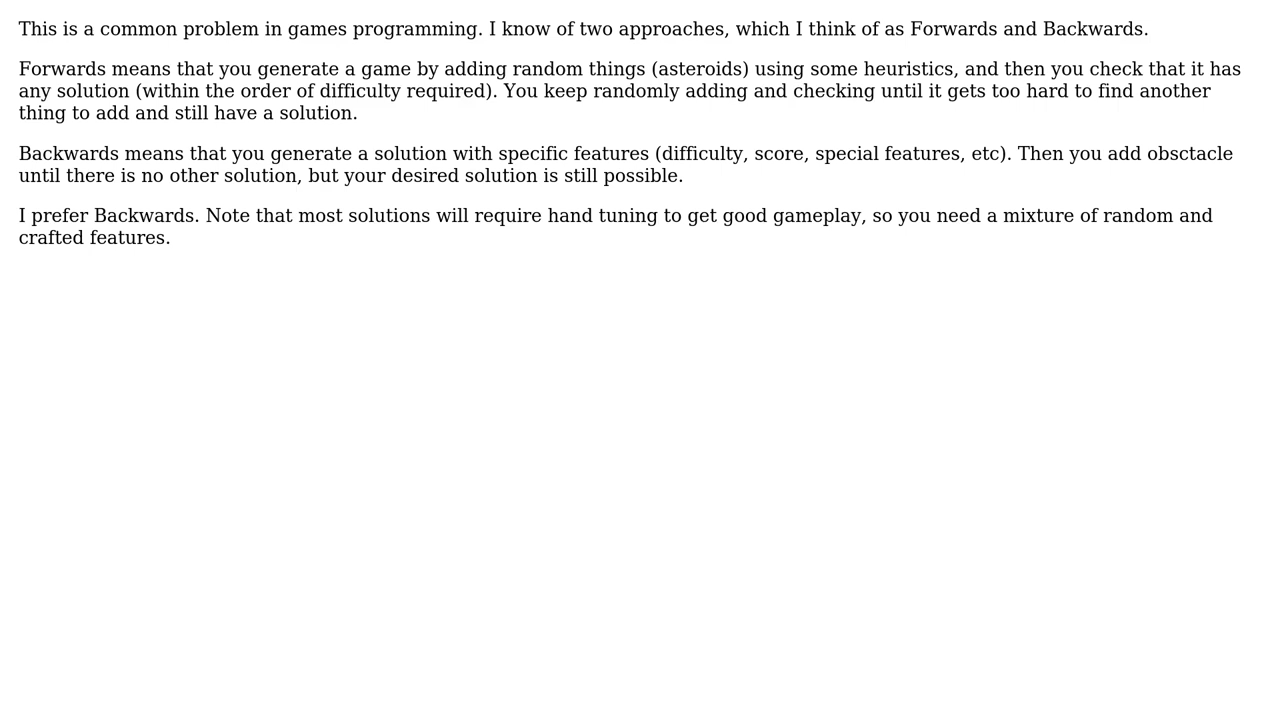 This is a common problem in games programming. I know of two approaches, which I think of as Forwards and Backwards.
Forwards means that you generate a game by adding random things (asteroids) using some heuristics, and then you check that it has
any solution (within the order of difficulty required). You keep randomly adding and checking until it gets too hard to find another
thing to add and still have a solution.
Backwards means that you generate a solution with specific features (difficulty, score, special features, etc). Then you add obsctacle
until there is no other solution, but your desired solution is still possible.
I prefer Backwards. Note that most solutions will require hand tuning to get good gameplay, so you need a mixture of random and
crafted features.